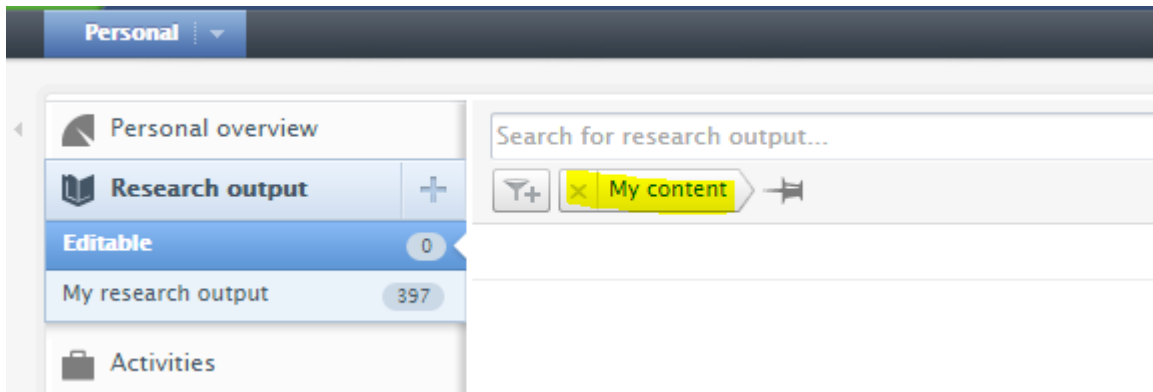 Personal
Personal overview
Search for research output...
Research output
My content
Editable
0
My research output
397
Activities